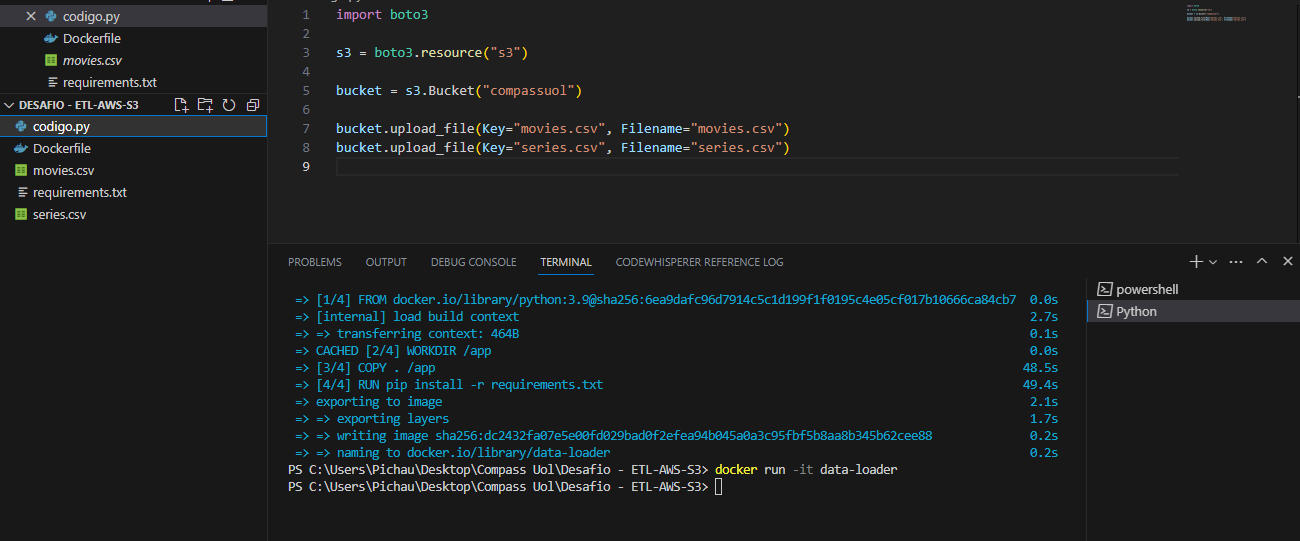 codigo.py
Dockerfile
movies.csv
requirements.txt
DESAFIO - ETL-AWS-S3
codigo.py
Dockerfile
movies.csv
requirements.txt
series.csv
1 import boto3
2
3 s3 = boto3.resource("s3")
4
5 bucket = s3.Bucket("compassuol")
6
7 bucket.upload_file(Key="movies.csv", Filename="movies.csv")
8 bucket.upload_file(Key="series.csv", Filename="series.csv")
9
PROBLEMS OUTPUT DEBUG CONSOLE TERMINAL CODEWHISPERER REFERENCE LOG
=> [1/4] FROM docker.io/library/python:3.9@sha256:6ea9dafc96d7914c5c1d199f1f0195c4e05cf017b10666ca84cb7 0.0s
=> [internal] load build context 2.7s
=> => transferring context: 464B 0.1s
=> CACHED [2/4] WORKDIR /app 0.0s
=> [3/4] COPY . /app 48.5s
=> [4/4] RUN pip install -r requirements.txt 49.4s
=> exporting to image 2.1s
=> => exporting layers 1.7s
=> => writing image sha256:dc2432fa07e5e00fd029bad0f2efea94b045a0a3c95fbf5b8aa8b345b62cee88 0.2s
=> => naming to docker.io/library/data-loader 0.2s
PS C:\Users\Pichau\Desktop\Compass Uol\Desafio - ETL-AWS-S3> docker run -it data-loader
PS C:\Users\Pichau\Desktop\Compass Uol\Desafio - ETL-AWS-S3>
powershell
Python